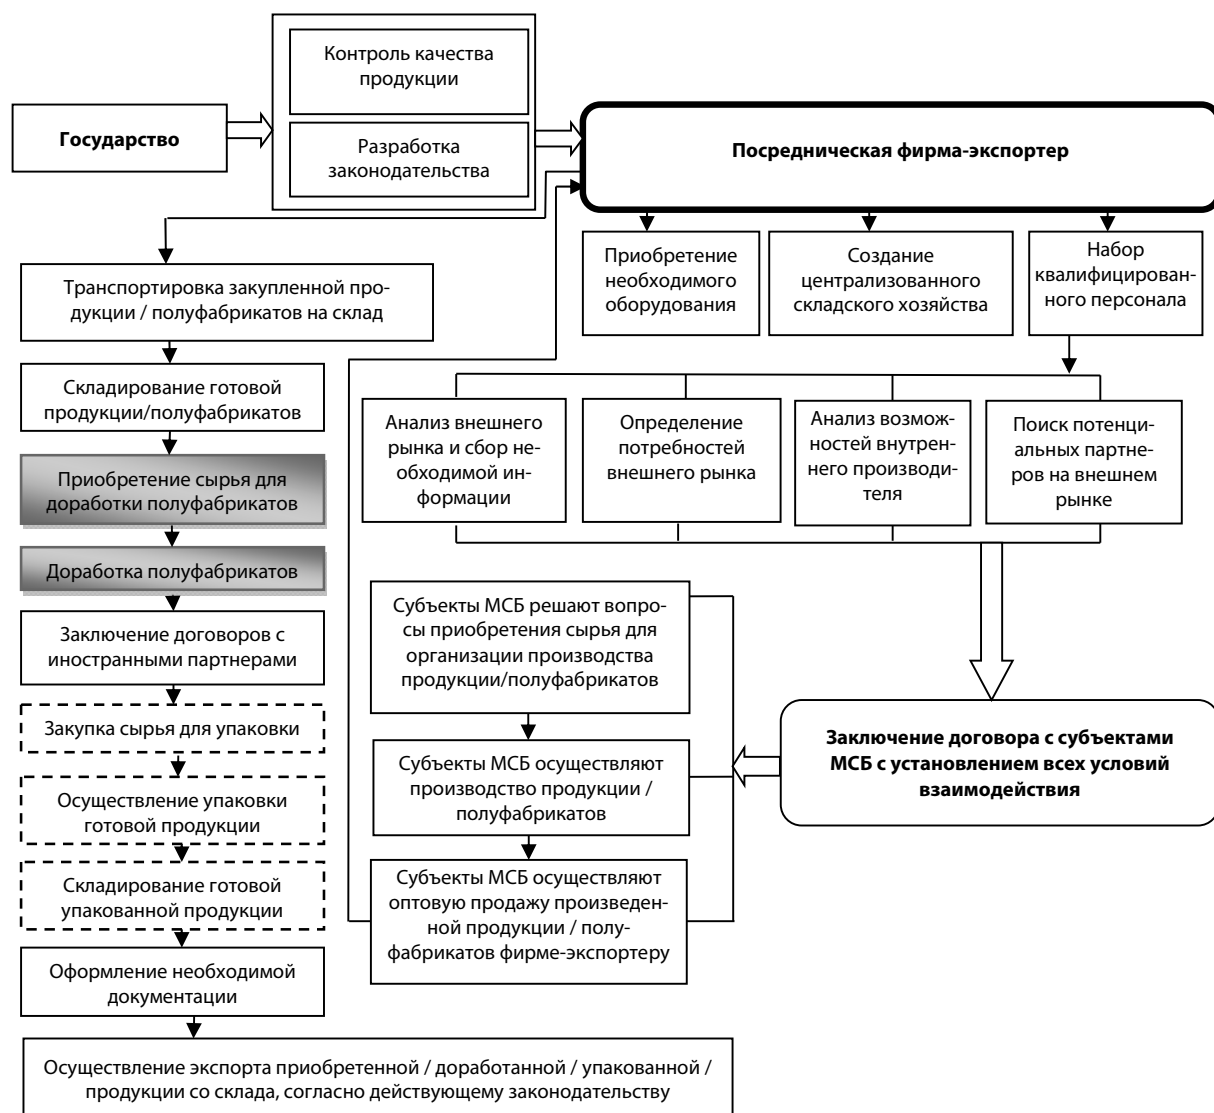 Контроль качества
продукции
Государство
Разработка
законодательства
Посредническая фирма-экспортер
Приобретение
необходимого
оборудования
Создание
централизованного
складского хозяйства
Набор
квалифицирован-
ного персонала
Транспортировка закупленной про-
дукции / полуфабрикатов на склад
Складирование готовой
продукции/полуфабрикатов
Приобретение сырья для
доработки полуфабрикатов
Доработка полуфабрикатов
Заключение договоров с
иностранными партнерами
Закупка сырья для упаковки
Осуществление упаковки
готовой продукции
Складирование готовой
упакованной продукции
Оформление необходимой
документации
Осуществление экспорта приобретенной / доработанной / упакованной /
продукции со склада, согласно действующему законодательству
Анализ внешнего
рынка и сбор не-
обходимой ин-
формации
Определение
потребностей
внешнего рынка
Анализ возмож-
ностей внутрен-
него производи-
теля
Поиск потенци-
альных партне-
ров на внешнем
рынке
Субъекты МСБ решают вопро-
сы приобретения сырья для
организации производства
продукции/полуфабрикатов
Субъекты МСБ осуществляют
производство продукции /
полуфабрикатов
Субъекты МСБ осуществляют
оптовую продажу произведен-
ной продукции / полу-
фабрикатов фирме-экспортеру
Заключение договора с субъектами
МСБ с установлением всех условий
взаимодействия